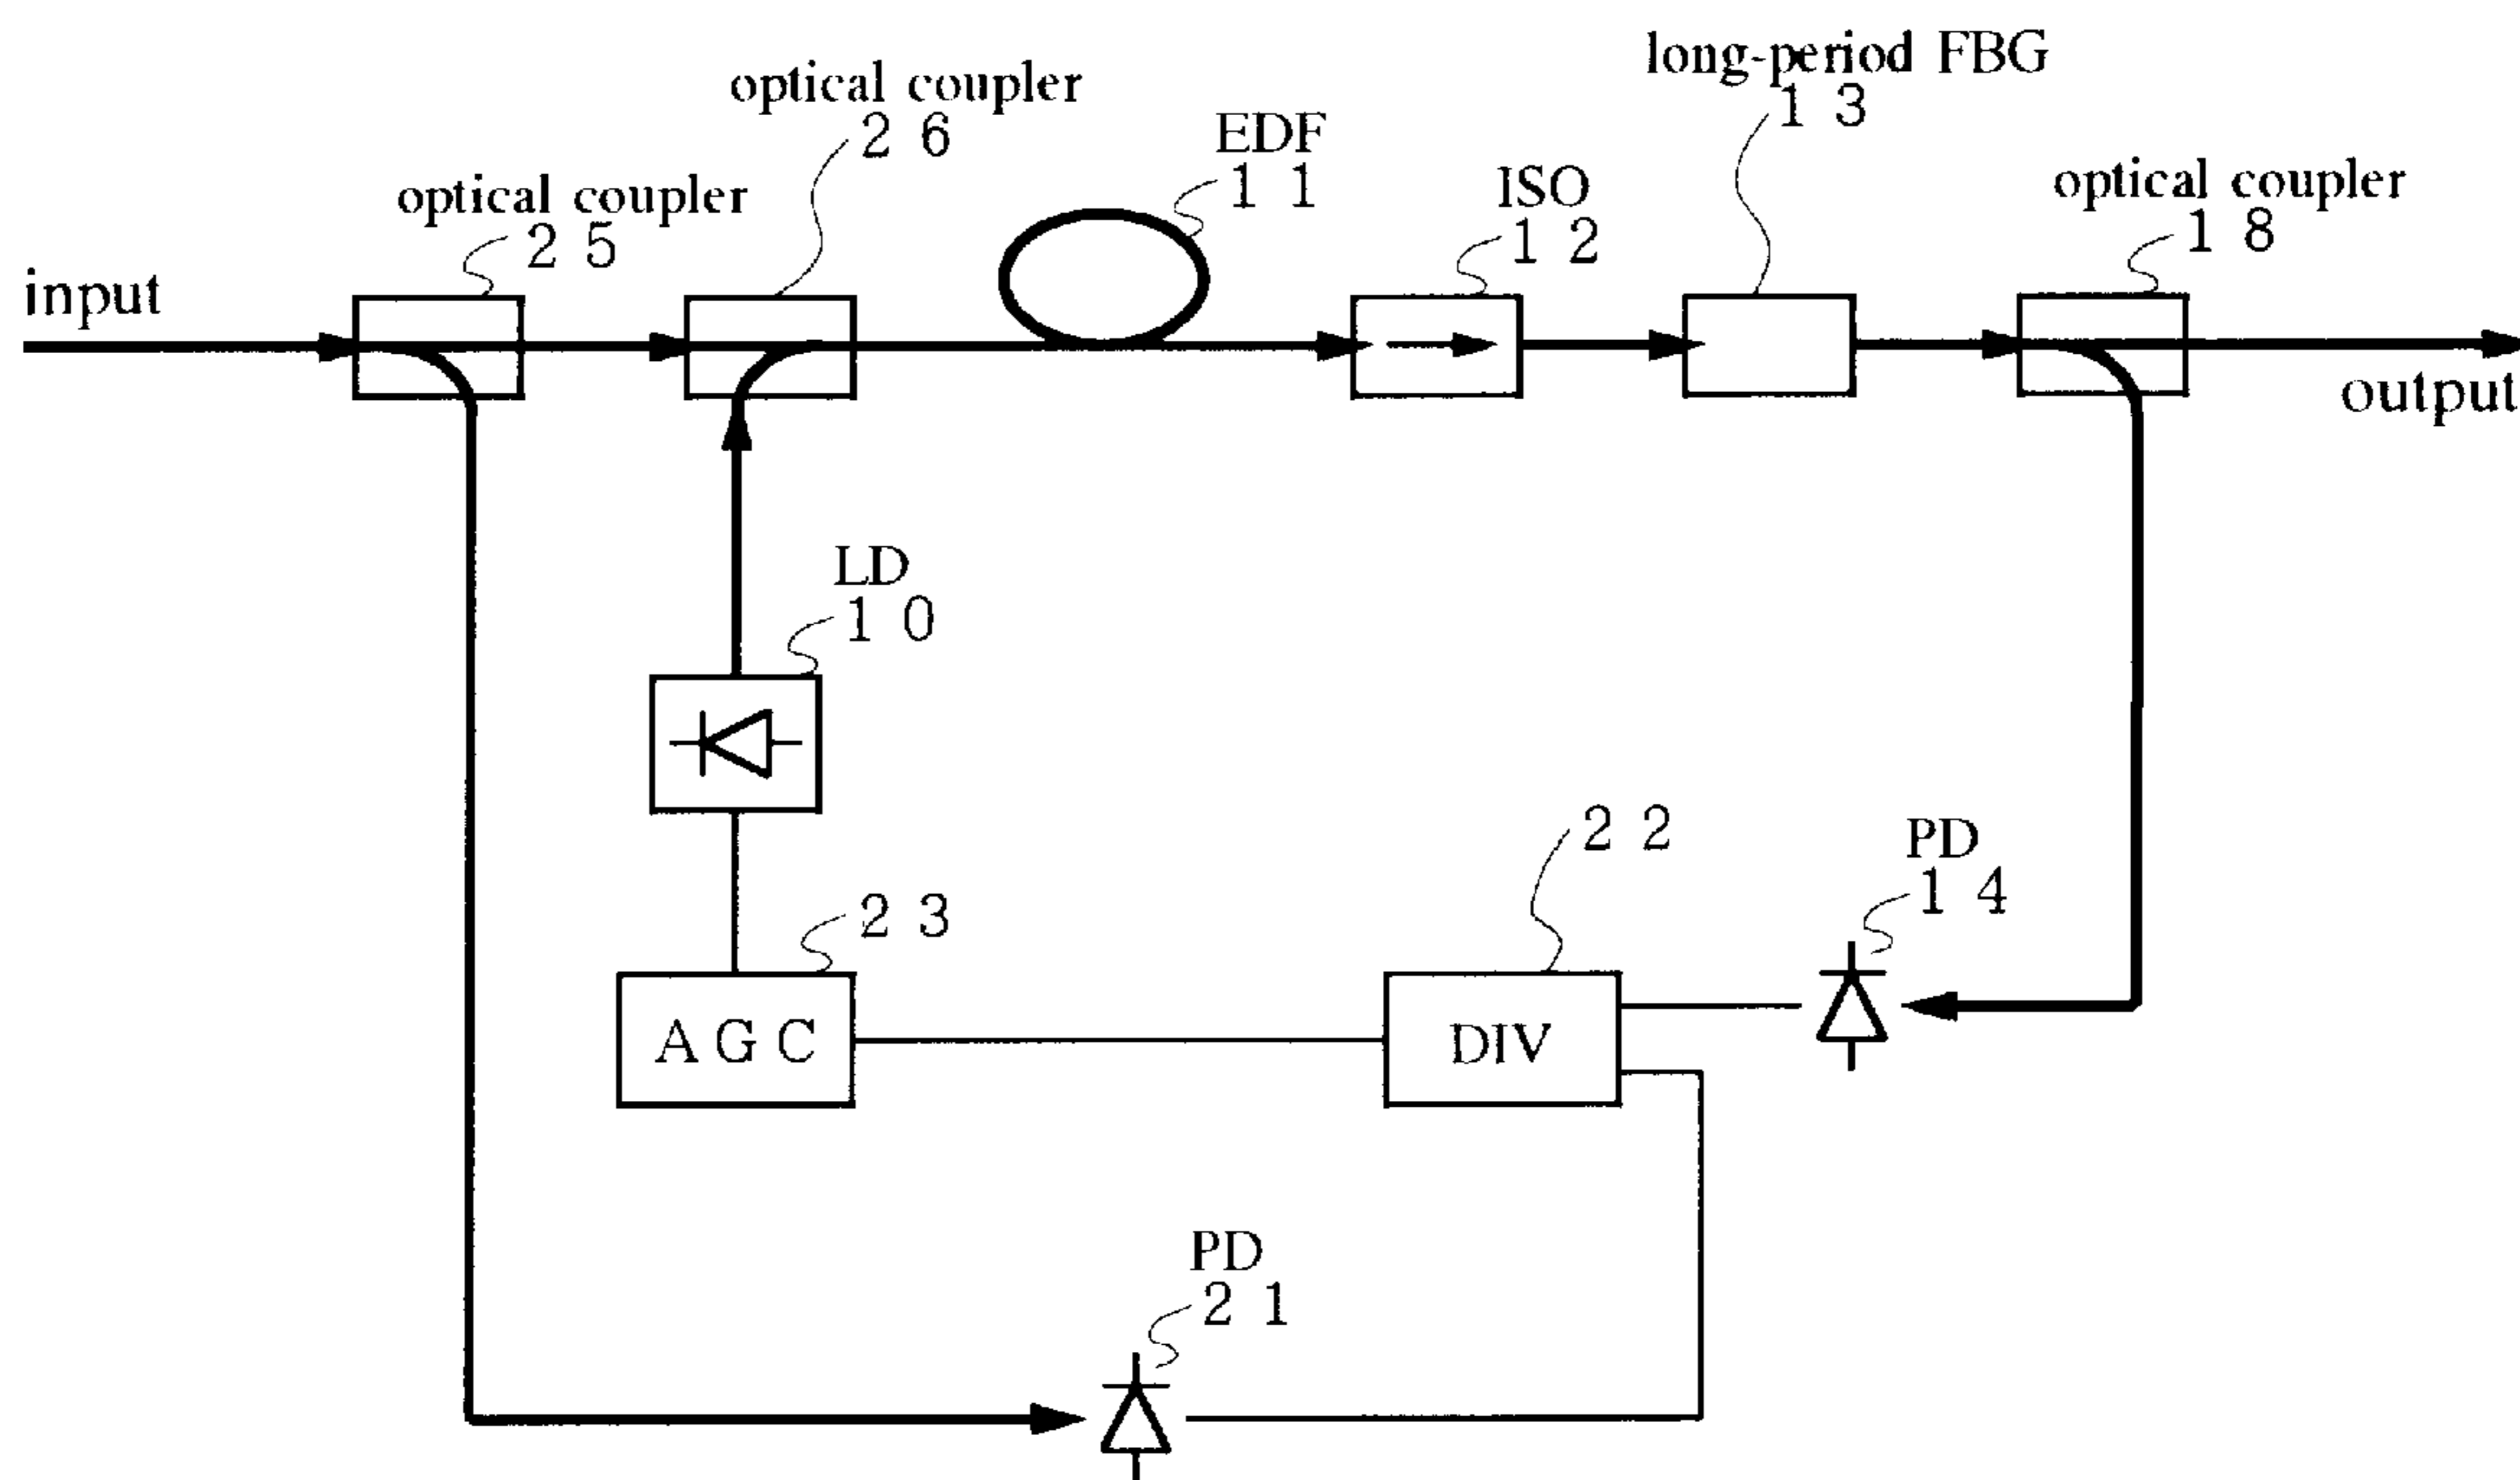 long-period FBG
1 3
optical coupler
2 6
EDF
1 1
ISO
1 2
optical coupler
1 8
optical coupler
2 5
input
output
LD
1 0
2 2
PD
1 4
2 3
A G C
DIV
PD
2 1